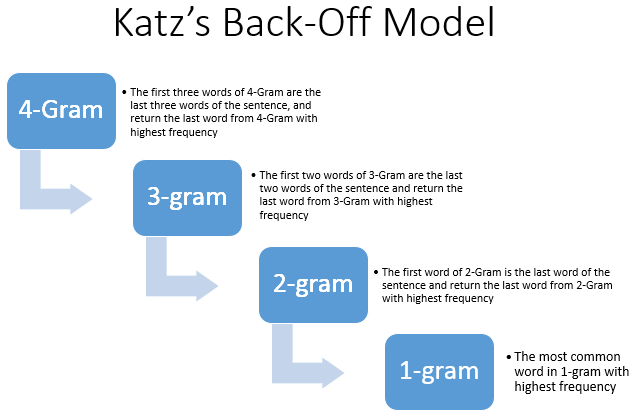 Katz's Back-Off Model
4-Gram
• The first three words of 4-Gram are the
last three words of the sentence, and
return the last word from 4-Gram with
highest frequency
3-gram
• The first two words of 3-Gram are the last
two words of the sentence and return the
last word from 3-Gram with highest
frequency
2-gram
• The first word of 2-Gram is the last word of the
sentence and return the last word from 2-Gram
with highest frequency
1-gram
• The most common
word in 1-gram with
highest frequency